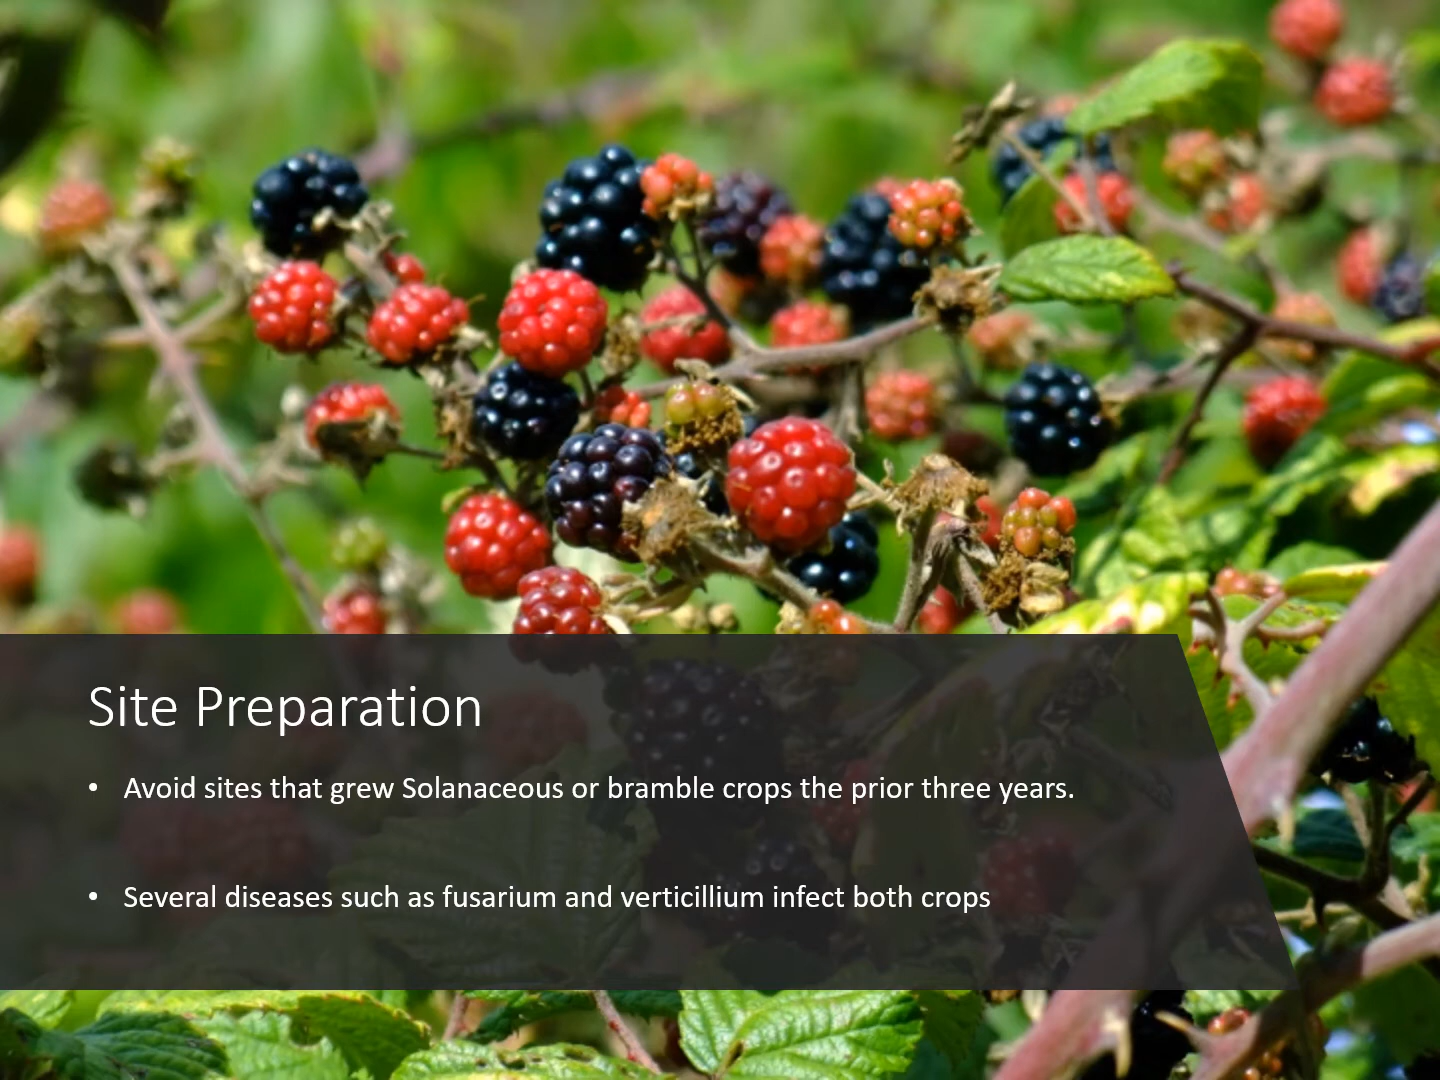 Site Preparation
• Avoid sites that grew Solanaceous or bramble crops the prior three years.
• Several diseases such as fusarium and verticillium infect both crops